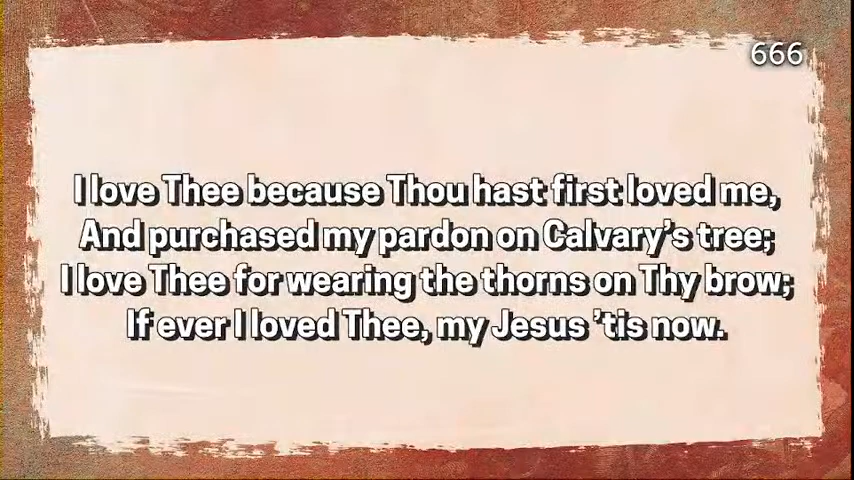 666
I love Thee because Thou hast first loved me,
And purchased my pardon on Calvary's tree;
I love Thee for wearing the thorns on Thy brow;
If ever I loved Thee, my Jesus 'tis now.